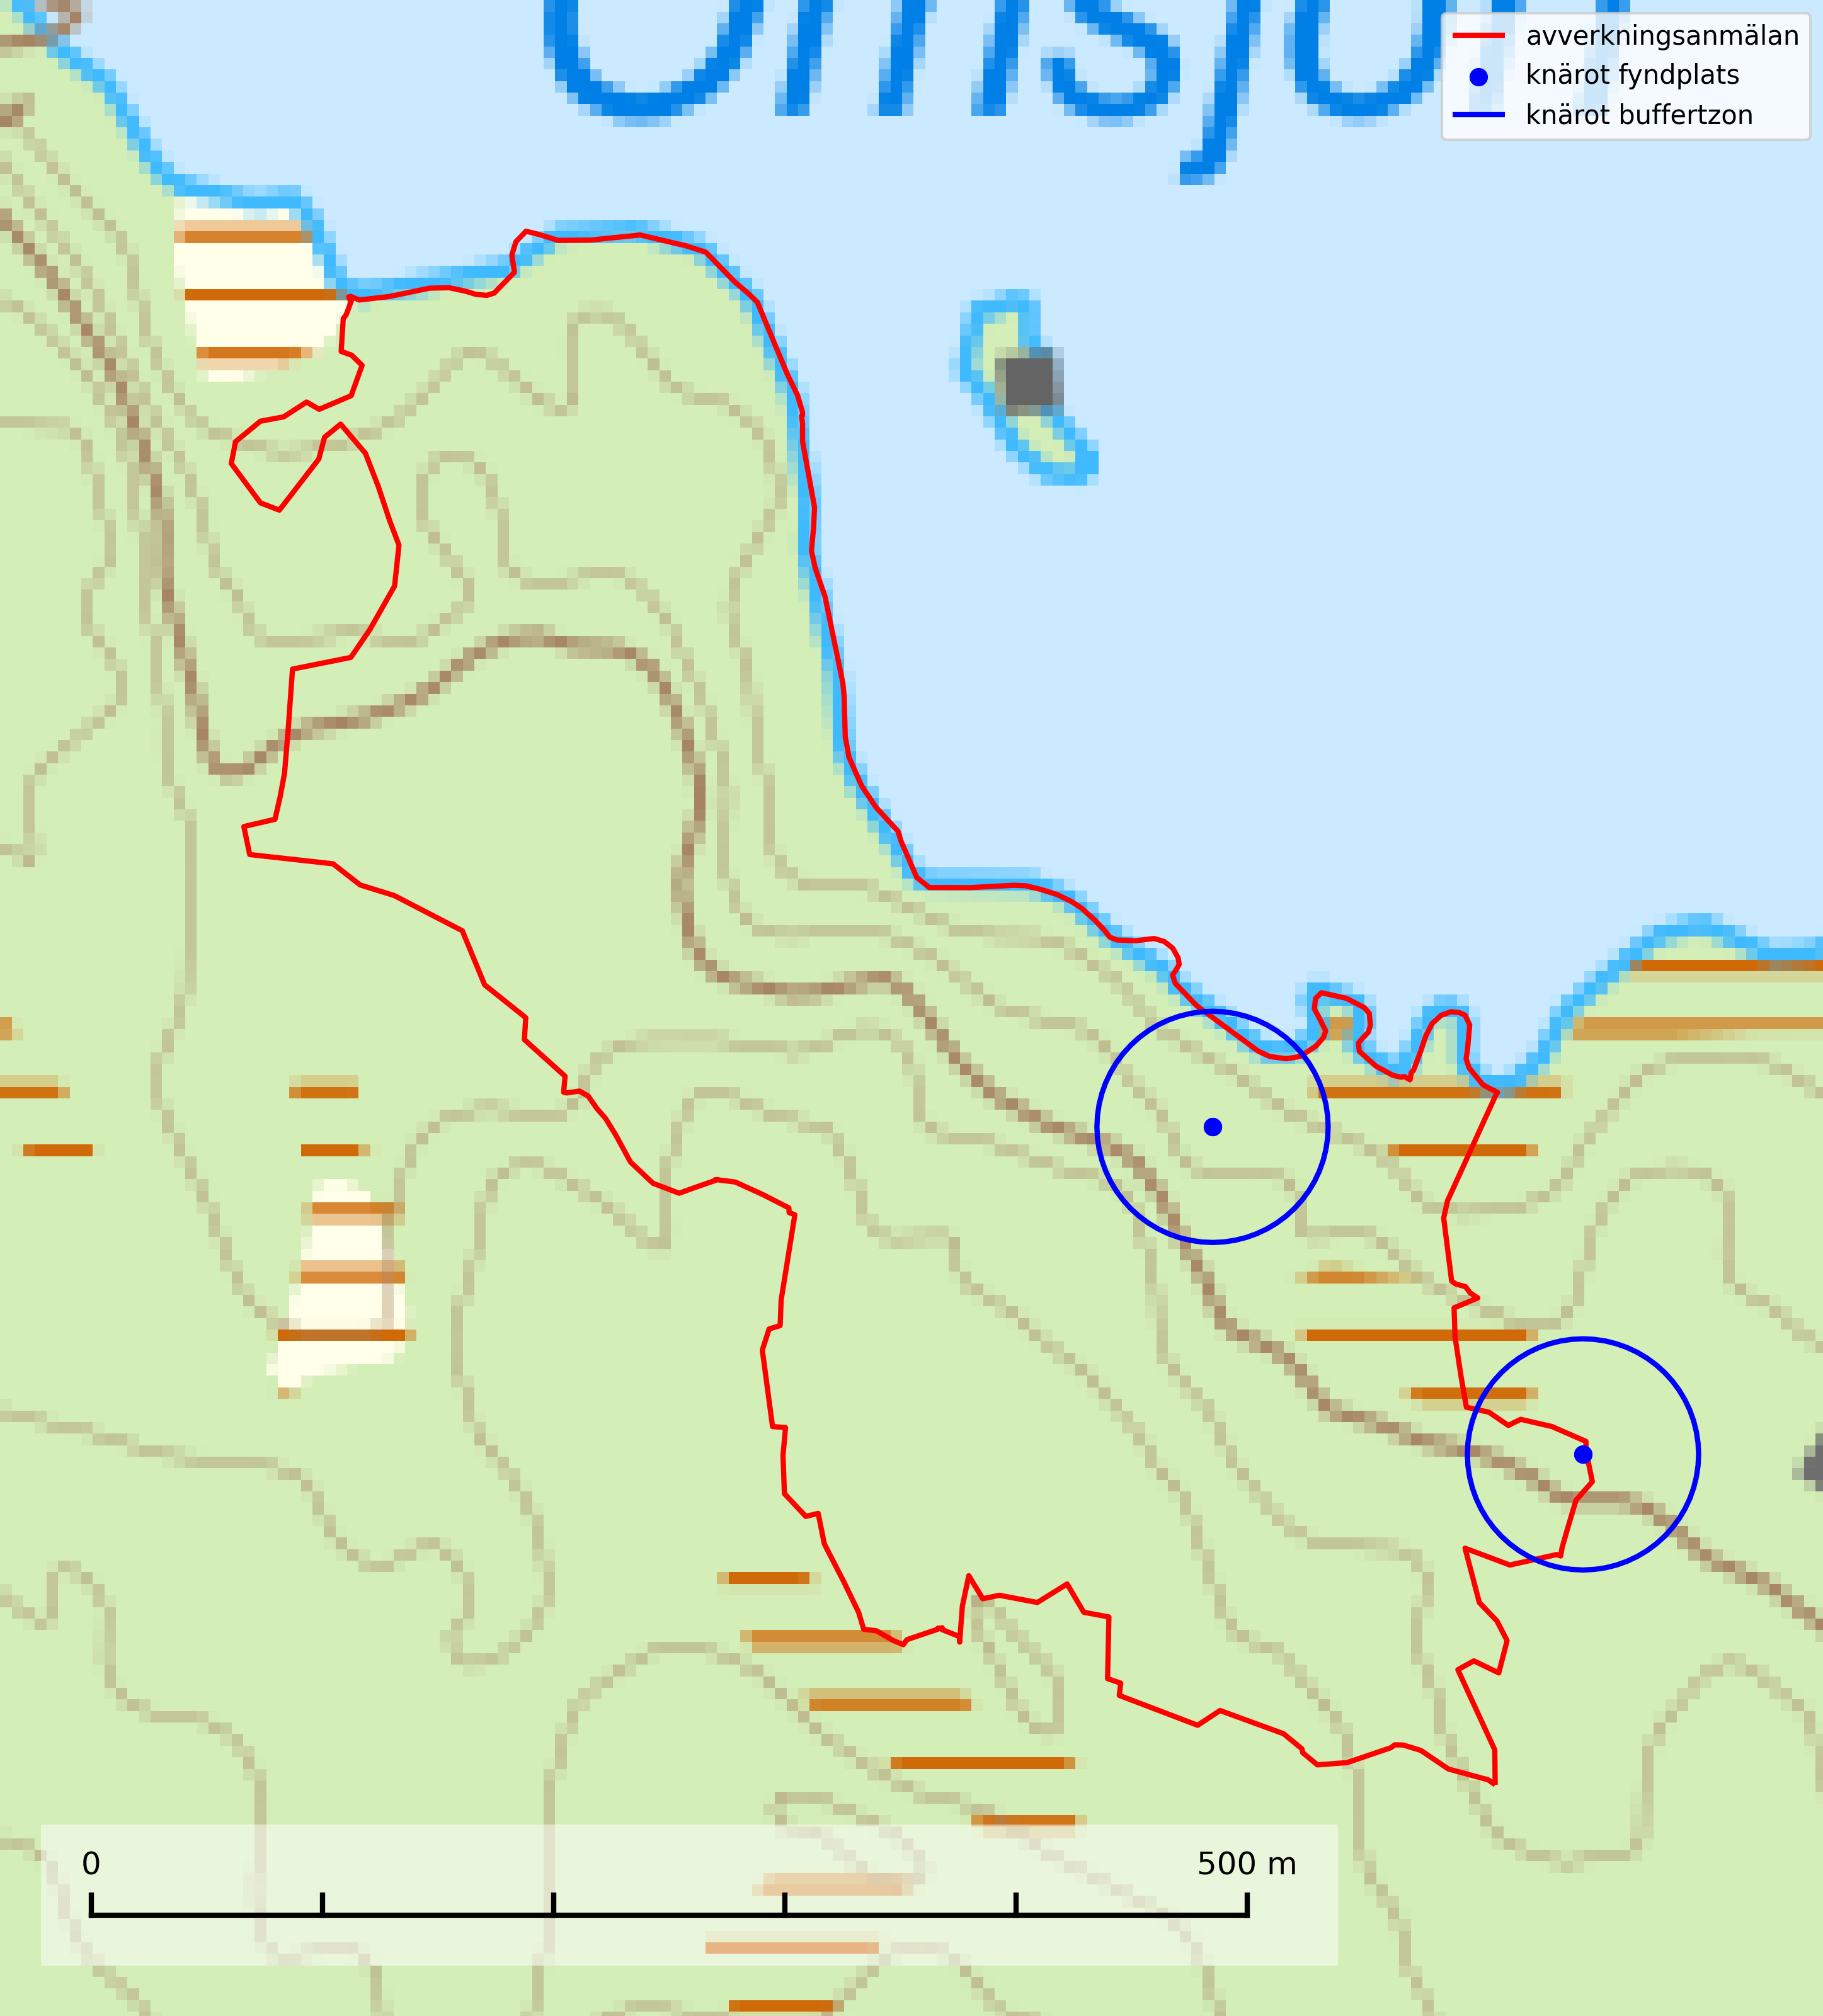 avverkningsanmälan
knärot fyndplats
knärot buffertzon
0
500 m